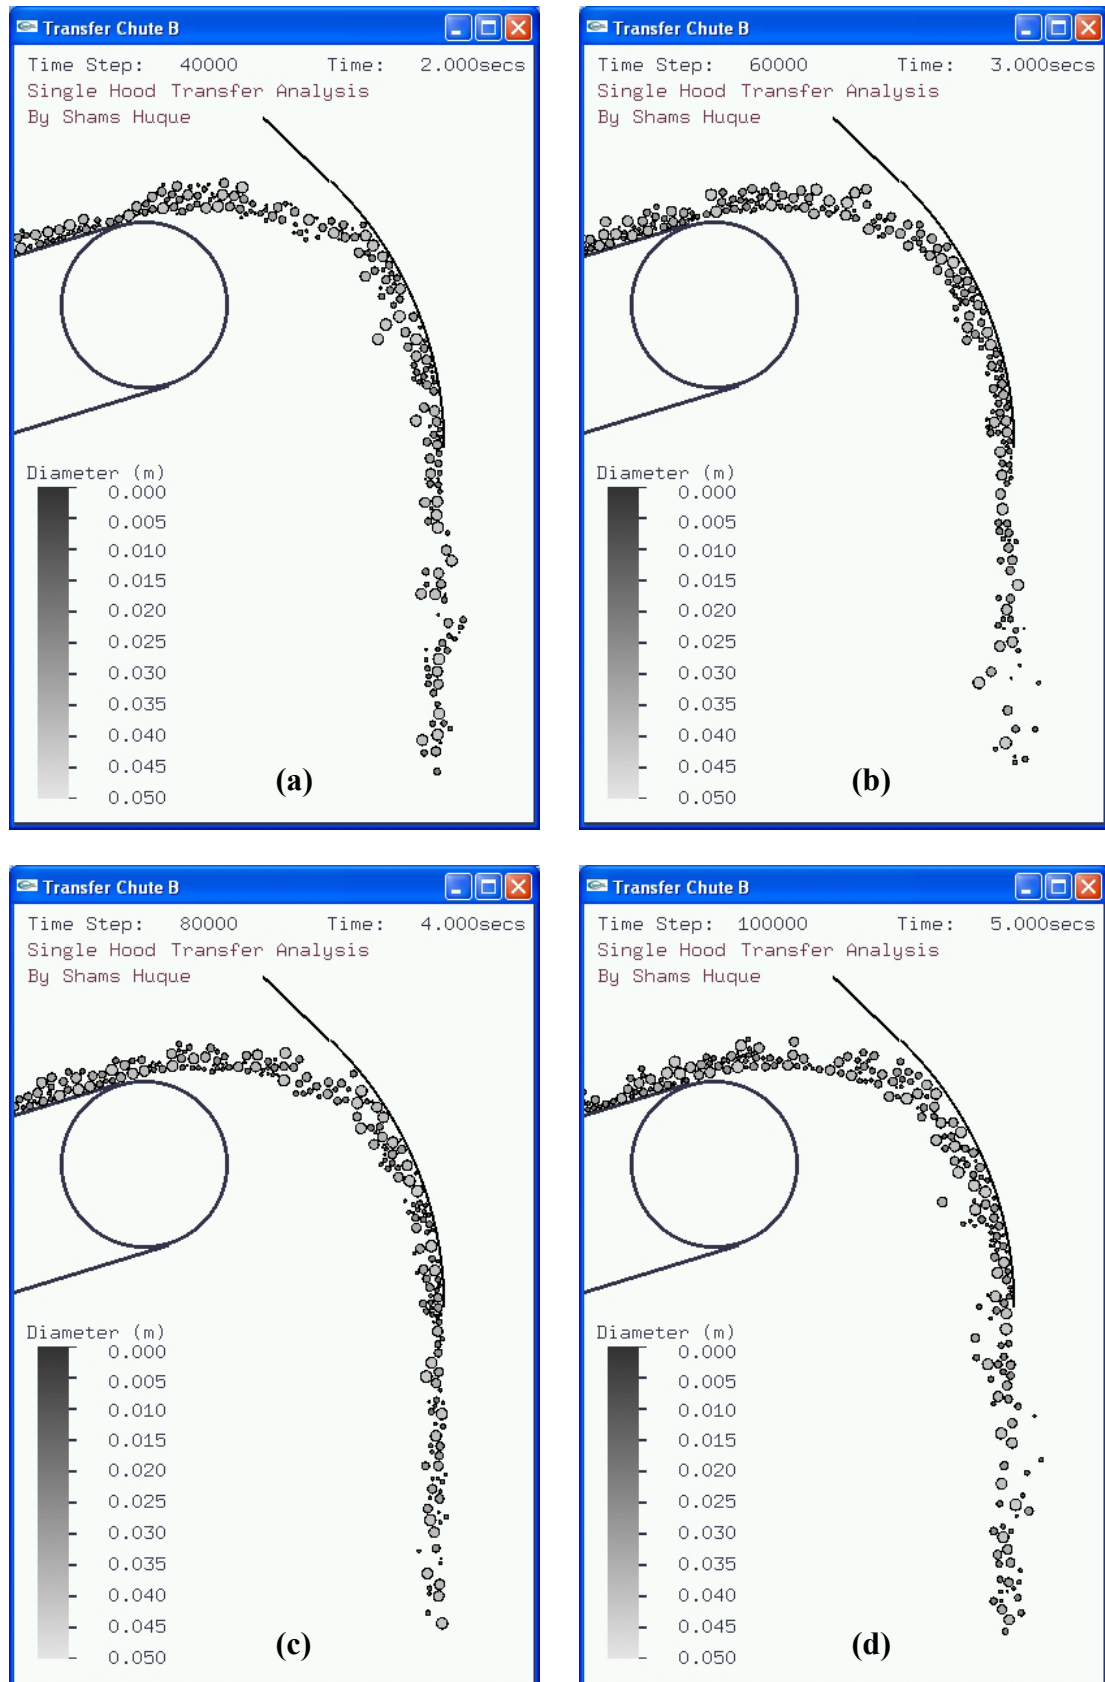 Transfer Chute B
Time Step: 40000 Time: 2.000secs
Single Hood Transfer Analysis
By Shams Huque
Diameter (m)
0.000
0.005
0.010
0.015
0.020
0.025
0.030
0.035
0.040
0.045
0.050
(a)
Transfer Chute B
Time Step: 60000 Time: 3.000secs
Single Hood Transfer Analysis
By Shams Huque
Diameter (m)
0.000
0.005
0.010
0.015
0.020
0.025
0.030
0.035
0.040
0.045
0.050
(b)
Transfer Chute B
Time Step: 80000 Time: 4.000secs
Single Hood Transfer Analysis
By Shams Huque
Diameter (m)
0.000
0.005
0.010
0.015
0.020
0.025
0.030
0.035
0.040
0.045
0.050
(c)
Transfer Chute B
Time Step: 100000 Time: 5.000secs
Single Hood Transfer Analysis
By Shams Huque
Diameter (m)
0.000
0.005
0.010
0.015
0.020
0.025
0.030
0.035
0.040
0.045
0.050
(d)